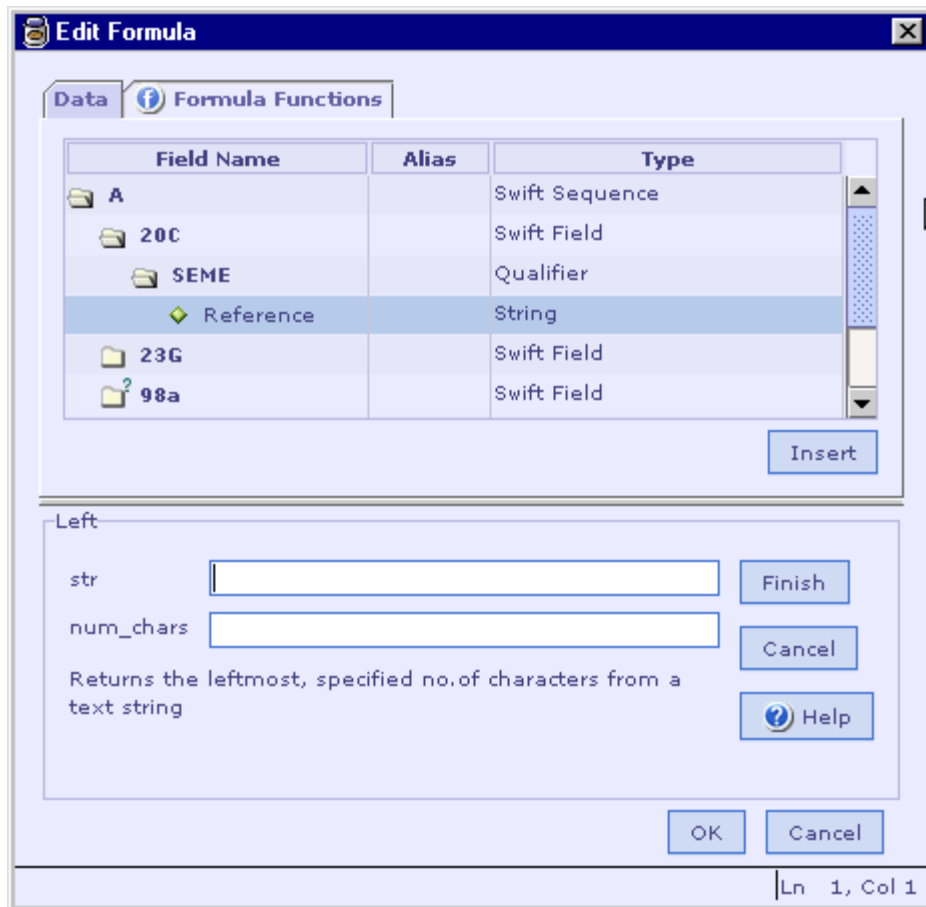 Edit Formula
Data Formula Functions
Field Name Alias Type
A Swift Sequence
20C Swift Field
SEME Qualifier
Reference String
23G Swift Field
? 98a Swift Field
Insert
Left
str Finish
num_chars Cancel
Returns the leftmost, specified no.of characters from a
text string
? Help
OK Cancel
Ln 1, Col 1